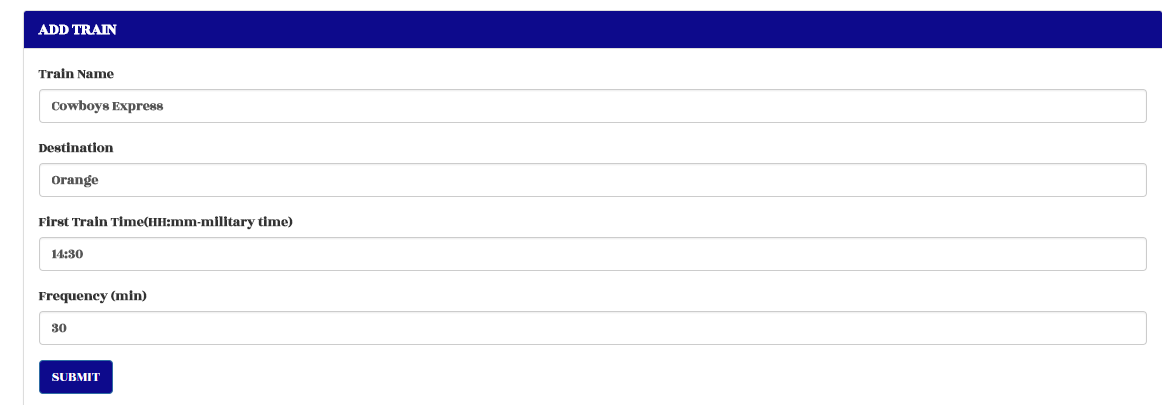 ADD TRAIN
Train Name
Cowboys Express
Destination
Orange
First Train Time(HH:mm-military time)
14:30
Frequency (min)
30
SUBMIT